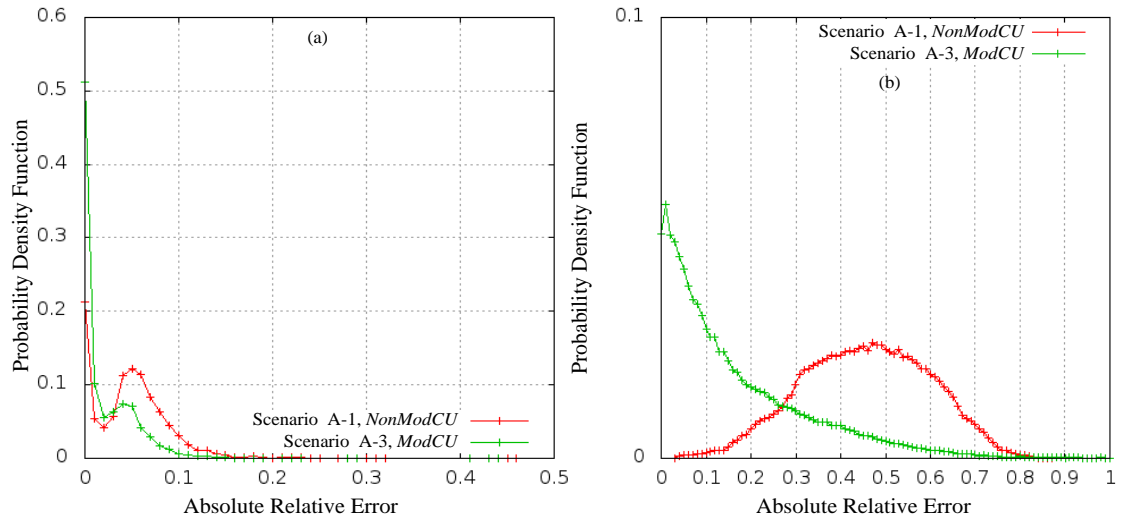 (a)
0.6
0.5
0.4
0.3
0.2
0.1
0
Probability Density Function
Scenario A-1, NonModCU
Scenario A-3, ModCU
0 0.1 0.2 0.3 0.4 0.5
Absolute Relative Error
0.1
Scenario A-1, NonModCU
Scenario A-3, ModCU
(b)
Probability Density Function
0
0 0.1 0.2 0.3 0.4 0.5 0.6 0.7 0.8 0.9 1
Absolute Relative Error